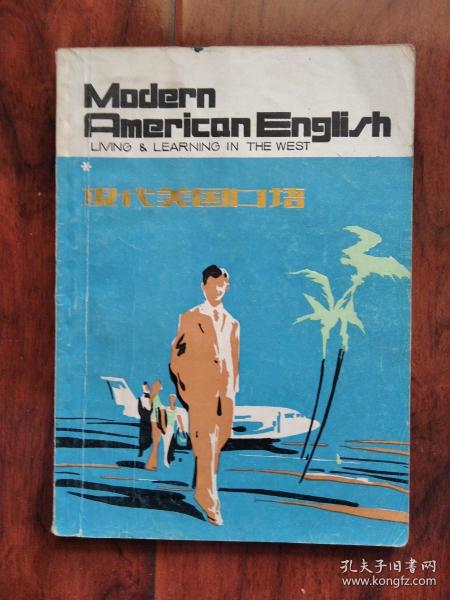 Modern
American English
LIVING & LEARNING IN THE WEST
*
现代美国口语
孔夫子旧书网
www.kongfz.com